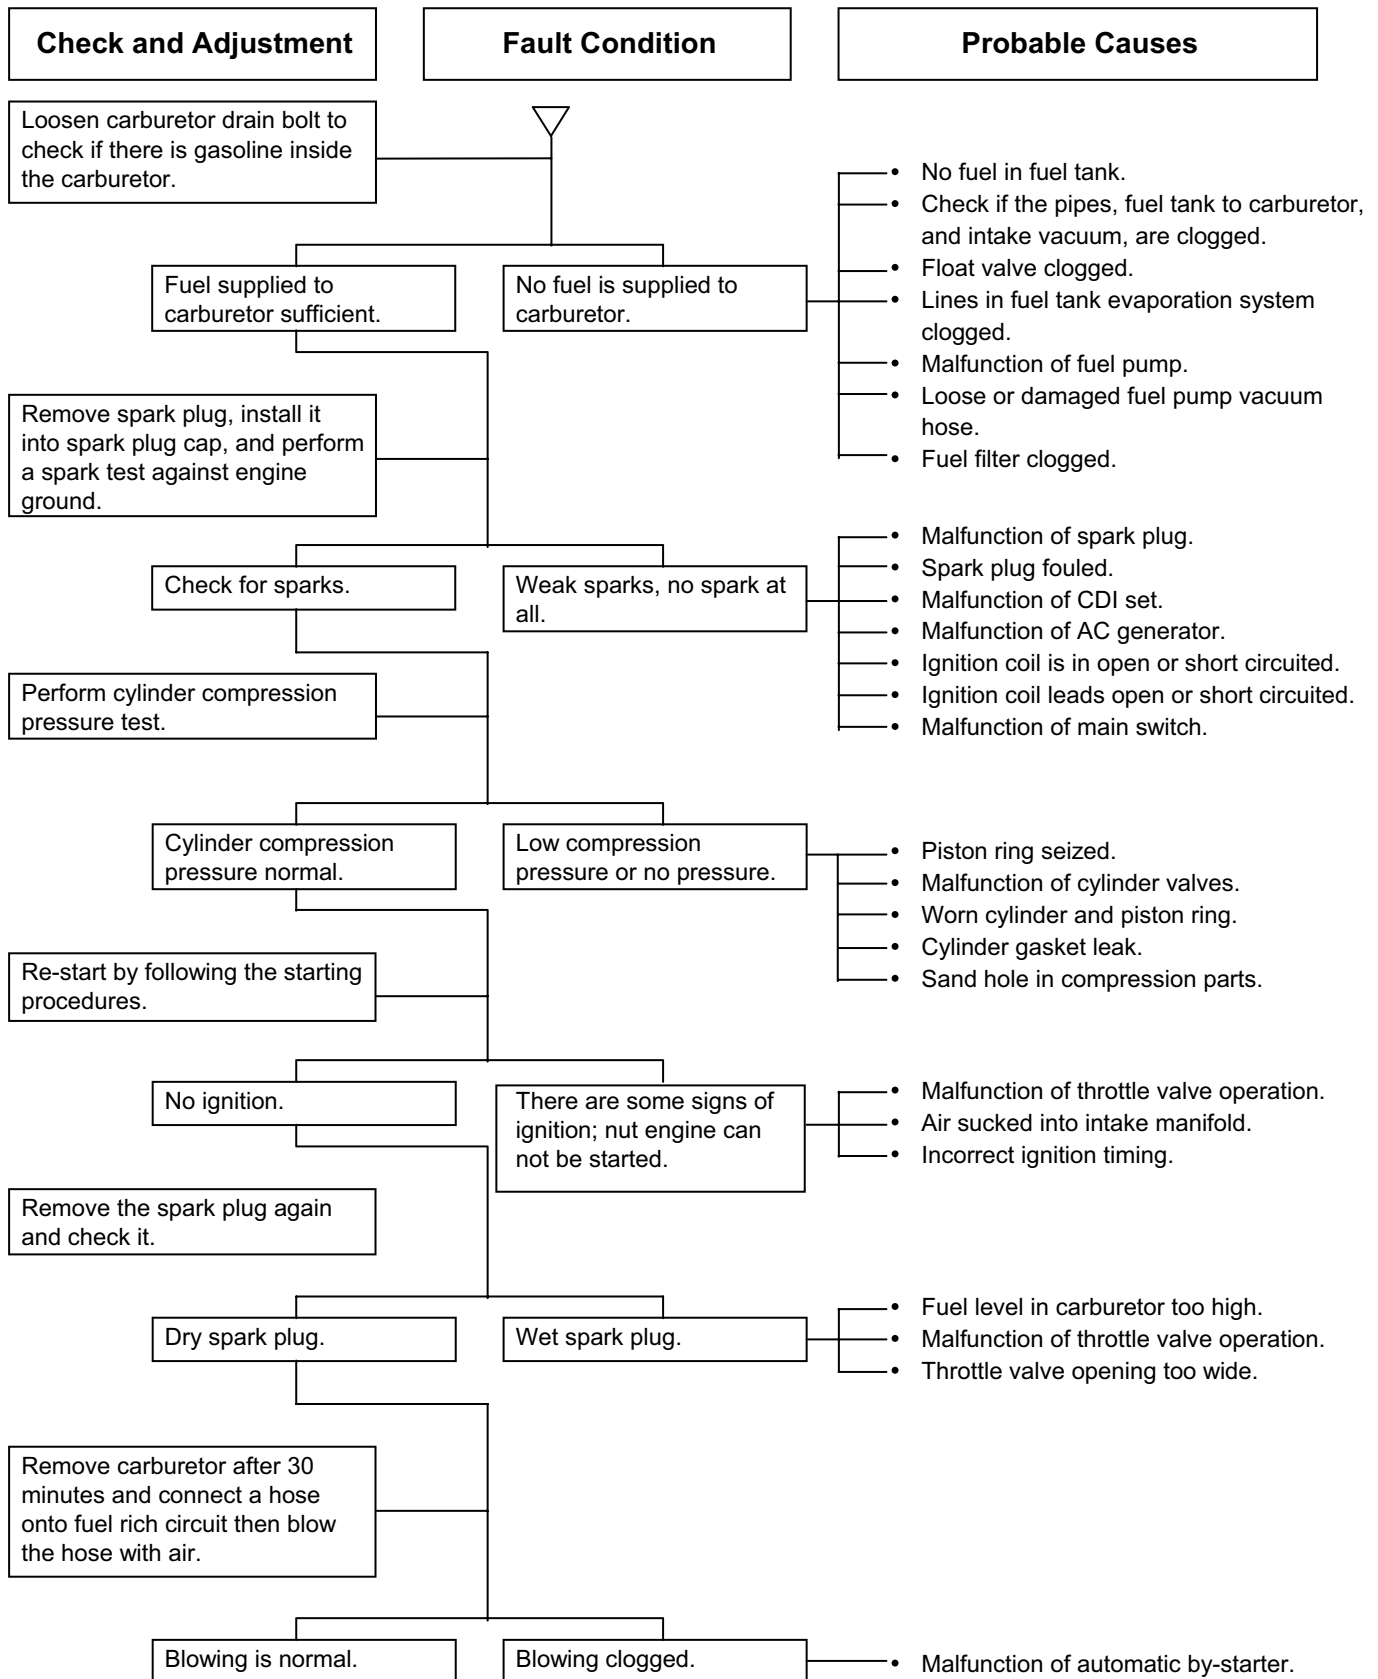 Check and Adjustment
Fault Condition
Probable Causes
Loosen carburetor drain bolt to
check if there is gasoline inside
the carburetor.
• No fuel in fuel tank.
• Check if the pipes, fuel tank to carburetor,
and intake vacuum, are clogged.
• Float valve clogged.
• Lines in fuel tank evaporation system
clogged.
• Malfunction of fuel pump.
• Loose or damaged fuel pump vacuum
hose.
• Fuel filter clogged.
Fuel supplied to
carburetor sufficient.
No fuel is supplied to
carburetor.
Remove spark plug, install it
into spark plug cap, and perform
a spark test against engine
ground.
Check for sparks.
Weak sparks, no spark at
all.
• Malfunction of spark plug.
• Spark plug fouled.
• Malfunction of CDI set.
• Malfunction of AC generator.
• Ignition coil is in open or short circuited.
• Ignition coil leads open or short circuited.
• Malfunction of main switch.
Perform cylinder compression
pressure test.
Cylinder compression
pressure normal.
Low compression
pressure or no pressure.
• Piston ring seized.
• Malfunction of cylinder valves.
• Worn cylinder and piston ring.
• Cylinder gasket leak.
• Sand hole in compression parts.
Re-start by following the starting
procedures.
No ignition.
There are some signs of
ignition; nut engine can
not be started.
• Malfunction of throttle valve operation.
• Air sucked into intake manifold.
• Incorrect ignition timing.
Remove the spark plug again
and check it.
Dry spark plug.
Wet spark plug.
• Fuel level in carburetor too high.
• Malfunction of throttle valve operation.
• Throttle valve opening too wide.
Remove carburetor after 30
minutes and connect a hose
onto fuel rich circuit then blow
the hose with air.
Blowing is normal.
Blowing clogged.
• Malfunction of automatic by-starter.